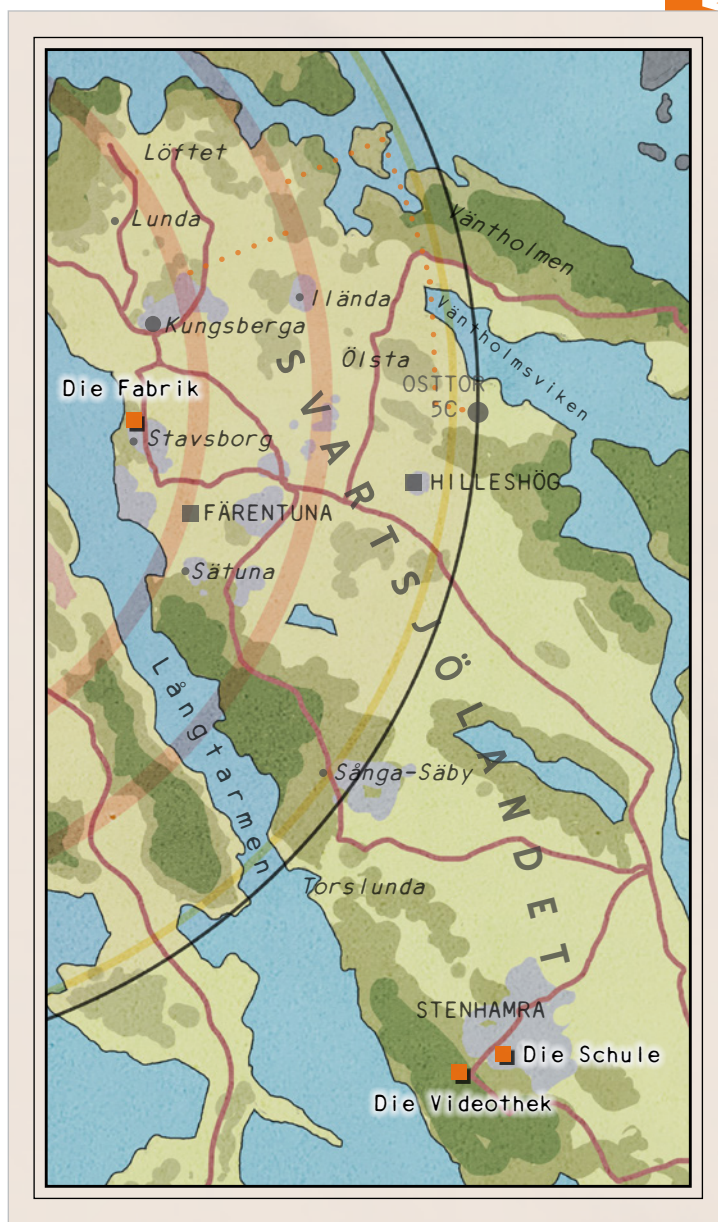 Löftet
Lunda
Väntholmen
Illända
Väntholmsviken
Kungsberga
Ölsta
Die Fabrik
OSTTOR
5C
Stavsborg
HILLESHÖG
FÄRENTUNA
Sätuna
SVARTSJÖLANDET
Långtarmen
Sånga-Säby
Torslunda
STENHAMRA
Die Schule
Die Videothek